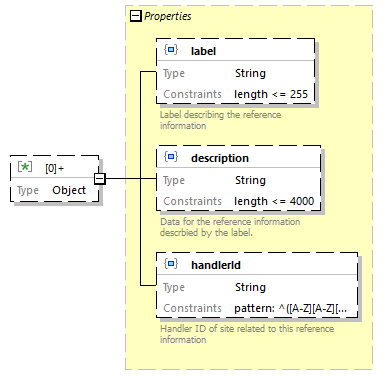 Properties
label
Type String
Constraints length <= 255
Label describing the reference
information
[0]+
Type Object
description
Type String
Constraints length <= 4000
Data for the reference information
descrbied by the label.
handlerId
Type String
Constraints pattern: ^([A-Z][A-Z][...
Handler ID of site related to this reference
information